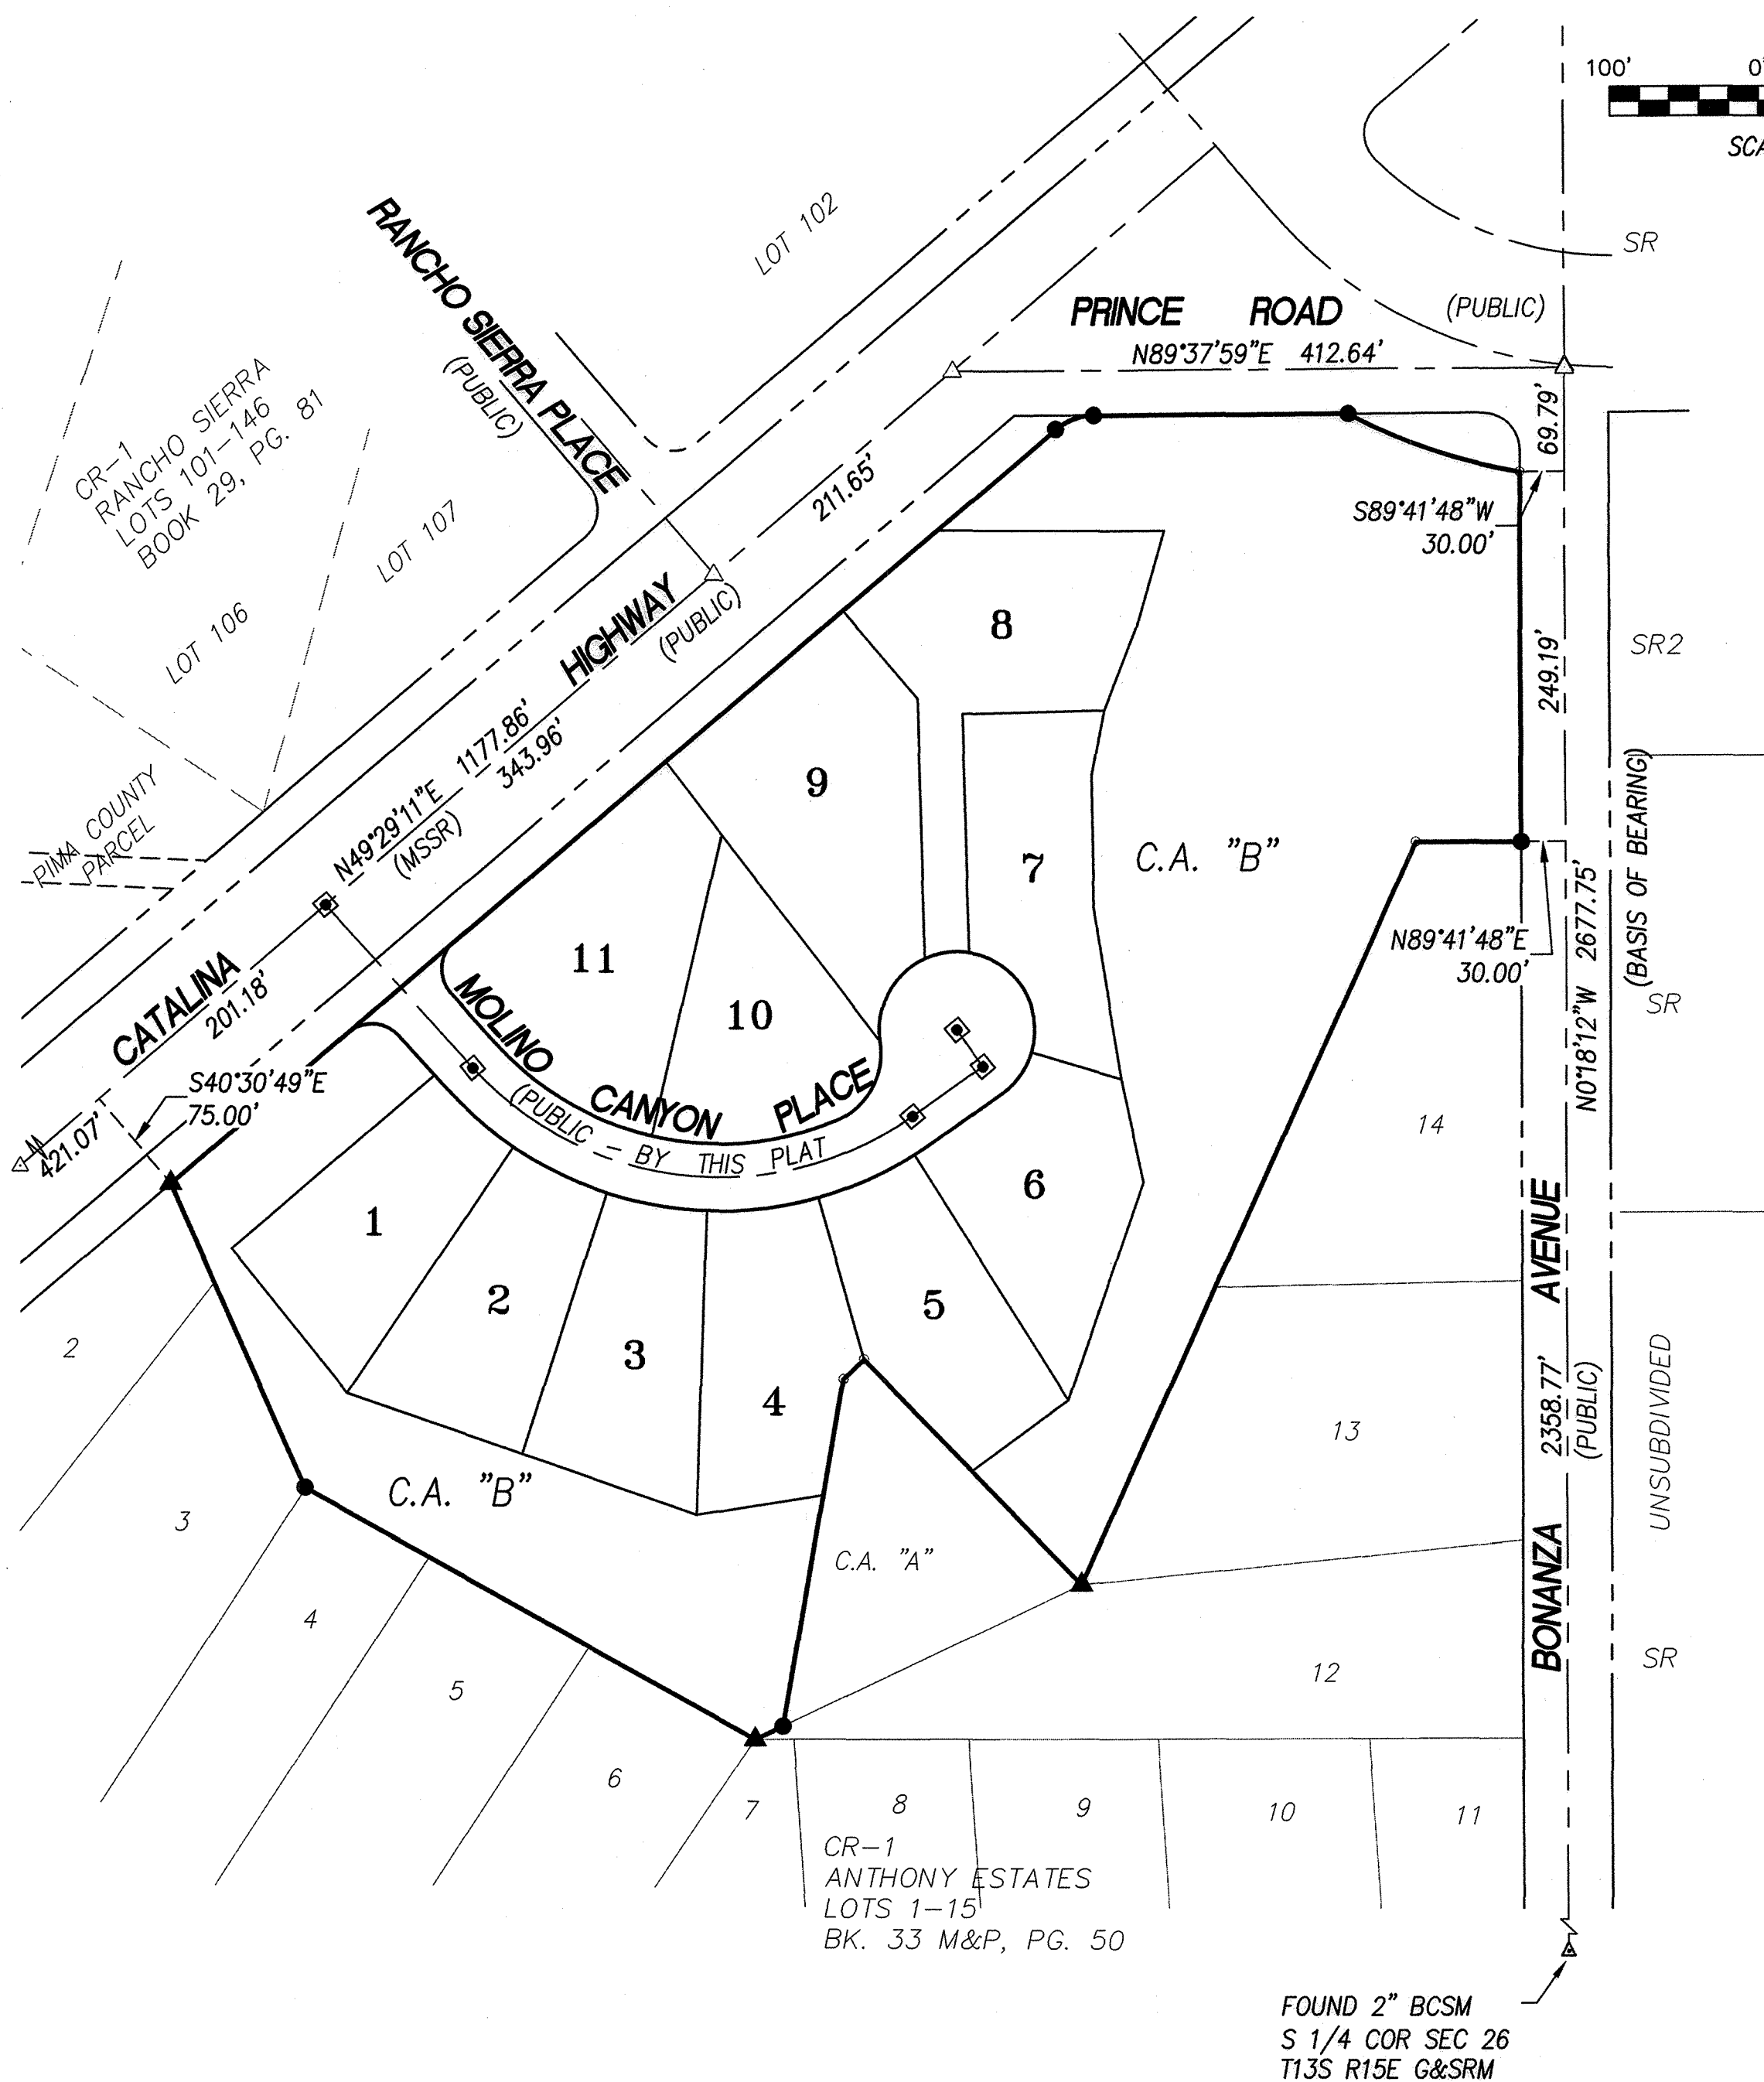 100'
0'
SCA
LOT 102
SR
RANCHO SIERRA PLACE
(PUBLIC)
PRINCE ROAD
(PUBLIC)
N89°37'59"E 412.64'
69.79'
CR-1
RANCHO SIERRA
LOTS 101-146
BOOK 29, PG. 81
LOT 107
211.65'
S89°41'48"W
30.00'
LOT 106
HIGHWAY
(PUBLIC)
8
249.19'
SR2
N49°29'11"E 1177.86'
343.96'
(MSSR)
9
PIMA COUNTY
PARCEL
7
C.A. "B"
(BASIS OF BEARING)
N89°41'48"E
30.00'
N0°18'12"W 2677.75'
SR
CATALINA
201.18'
11
10
MOLINO CANYON PLACE
(PUBLIC - BY THIS PLAT
S40°30'49"E
75.00'
421.07'
14
1
6
2
5
3
4
2
BONANZA AVENUE
2358.77'
(PUBLIC)
UNSUBDIVIDED
13
C.A. "B"
3
C.A. "A"
4
5
12
SR
6
7
8
9
10
11
CR-1
ANTHONY ESTATES
LOTS 1-15
BK. 33 M&P, PG. 50
FOUND 2" BCSM
S 1/4 COR SEC 26
T13S R15E G&SRM